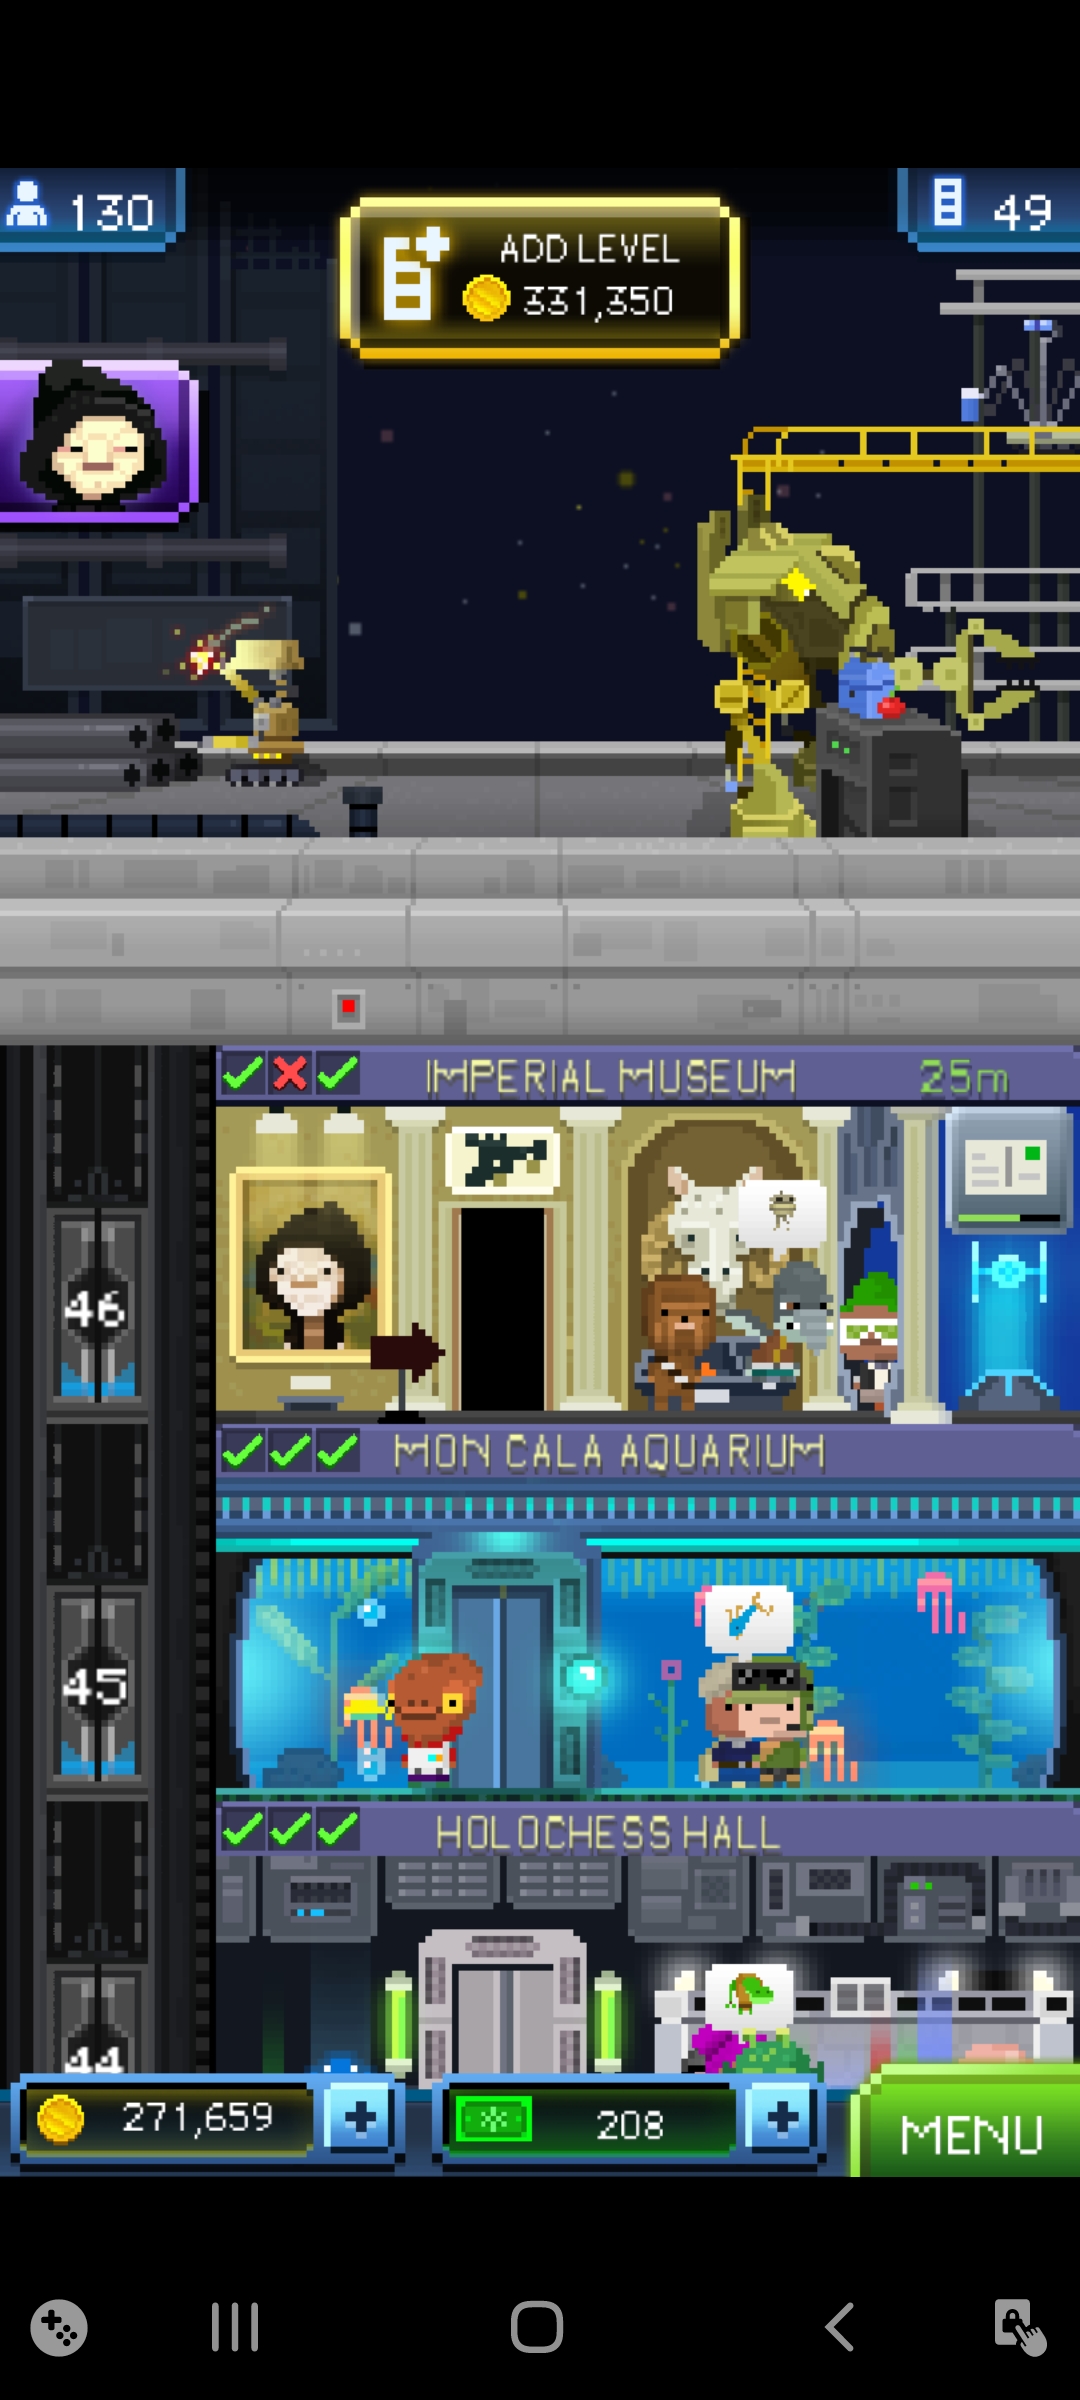 130
ADD LEVEL
331,350
49
IMPERIAL MUSEUM 25m
46
MON CALA AQUARIUM
45
HOLOCHESS HALL
44
271,659
208
MENU